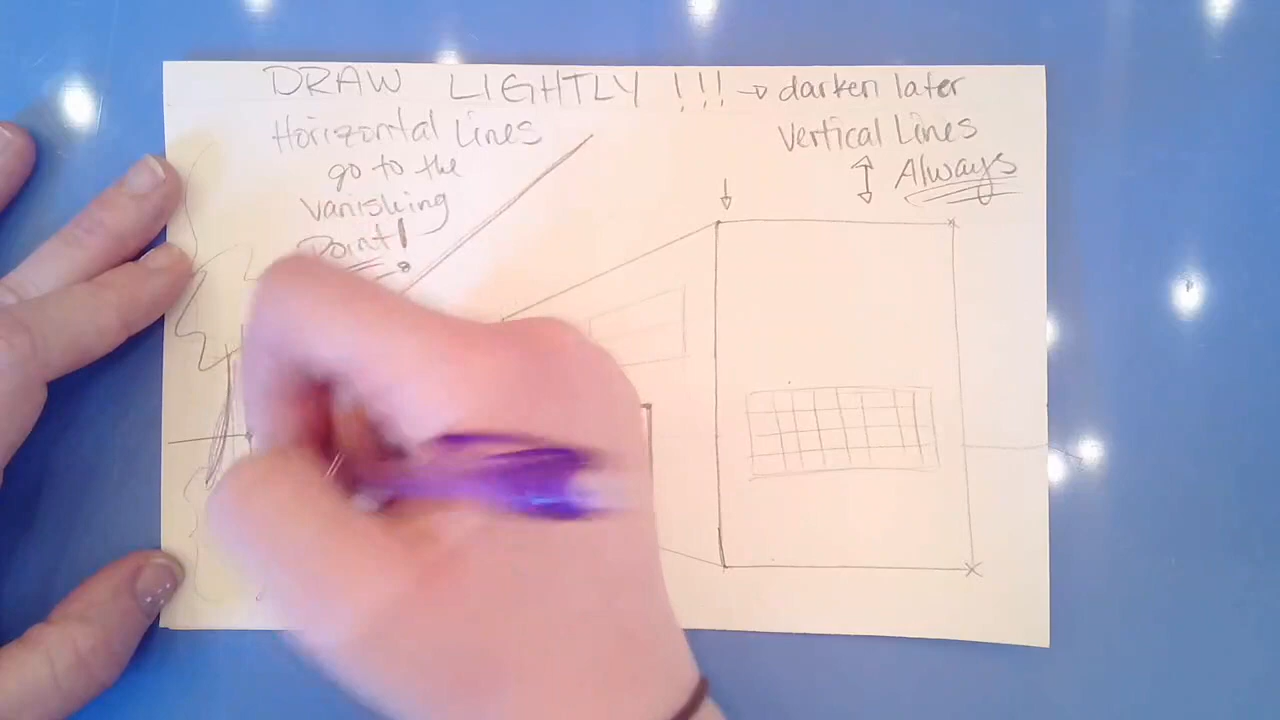 DRAW LIGHTLY !!! → darken later
Horizontal Lines
go to the
vanishing
Point!
Vertical Lines
↕ Always